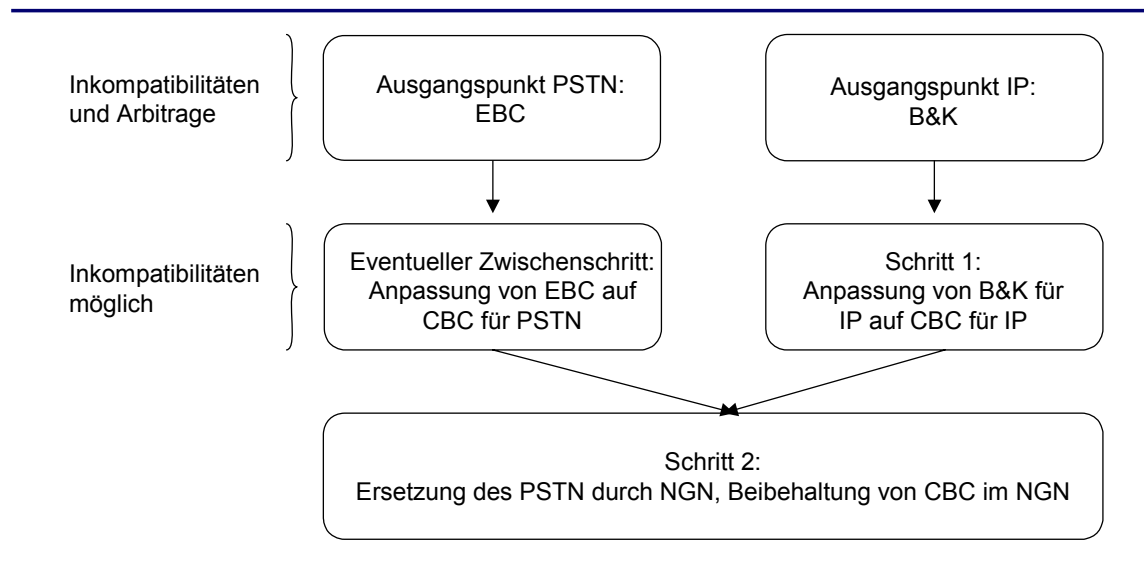 Inkompatibilitäten
und Arbitrage
Ausgangspunkt PSTN:
EBC
Ausgangspunkt IP:
B&K
Inkompatibilitäten
möglich
Eventueller Zwischenschritt:
Anpassung von EBC auf
CBC für PSTN
Schritt 1:
Anpassung von B&K für
IP auf CBC für IP
Schritt 2:
Ersetzung des PSTN durch NGN, Beibehaltung von CBC im NGN